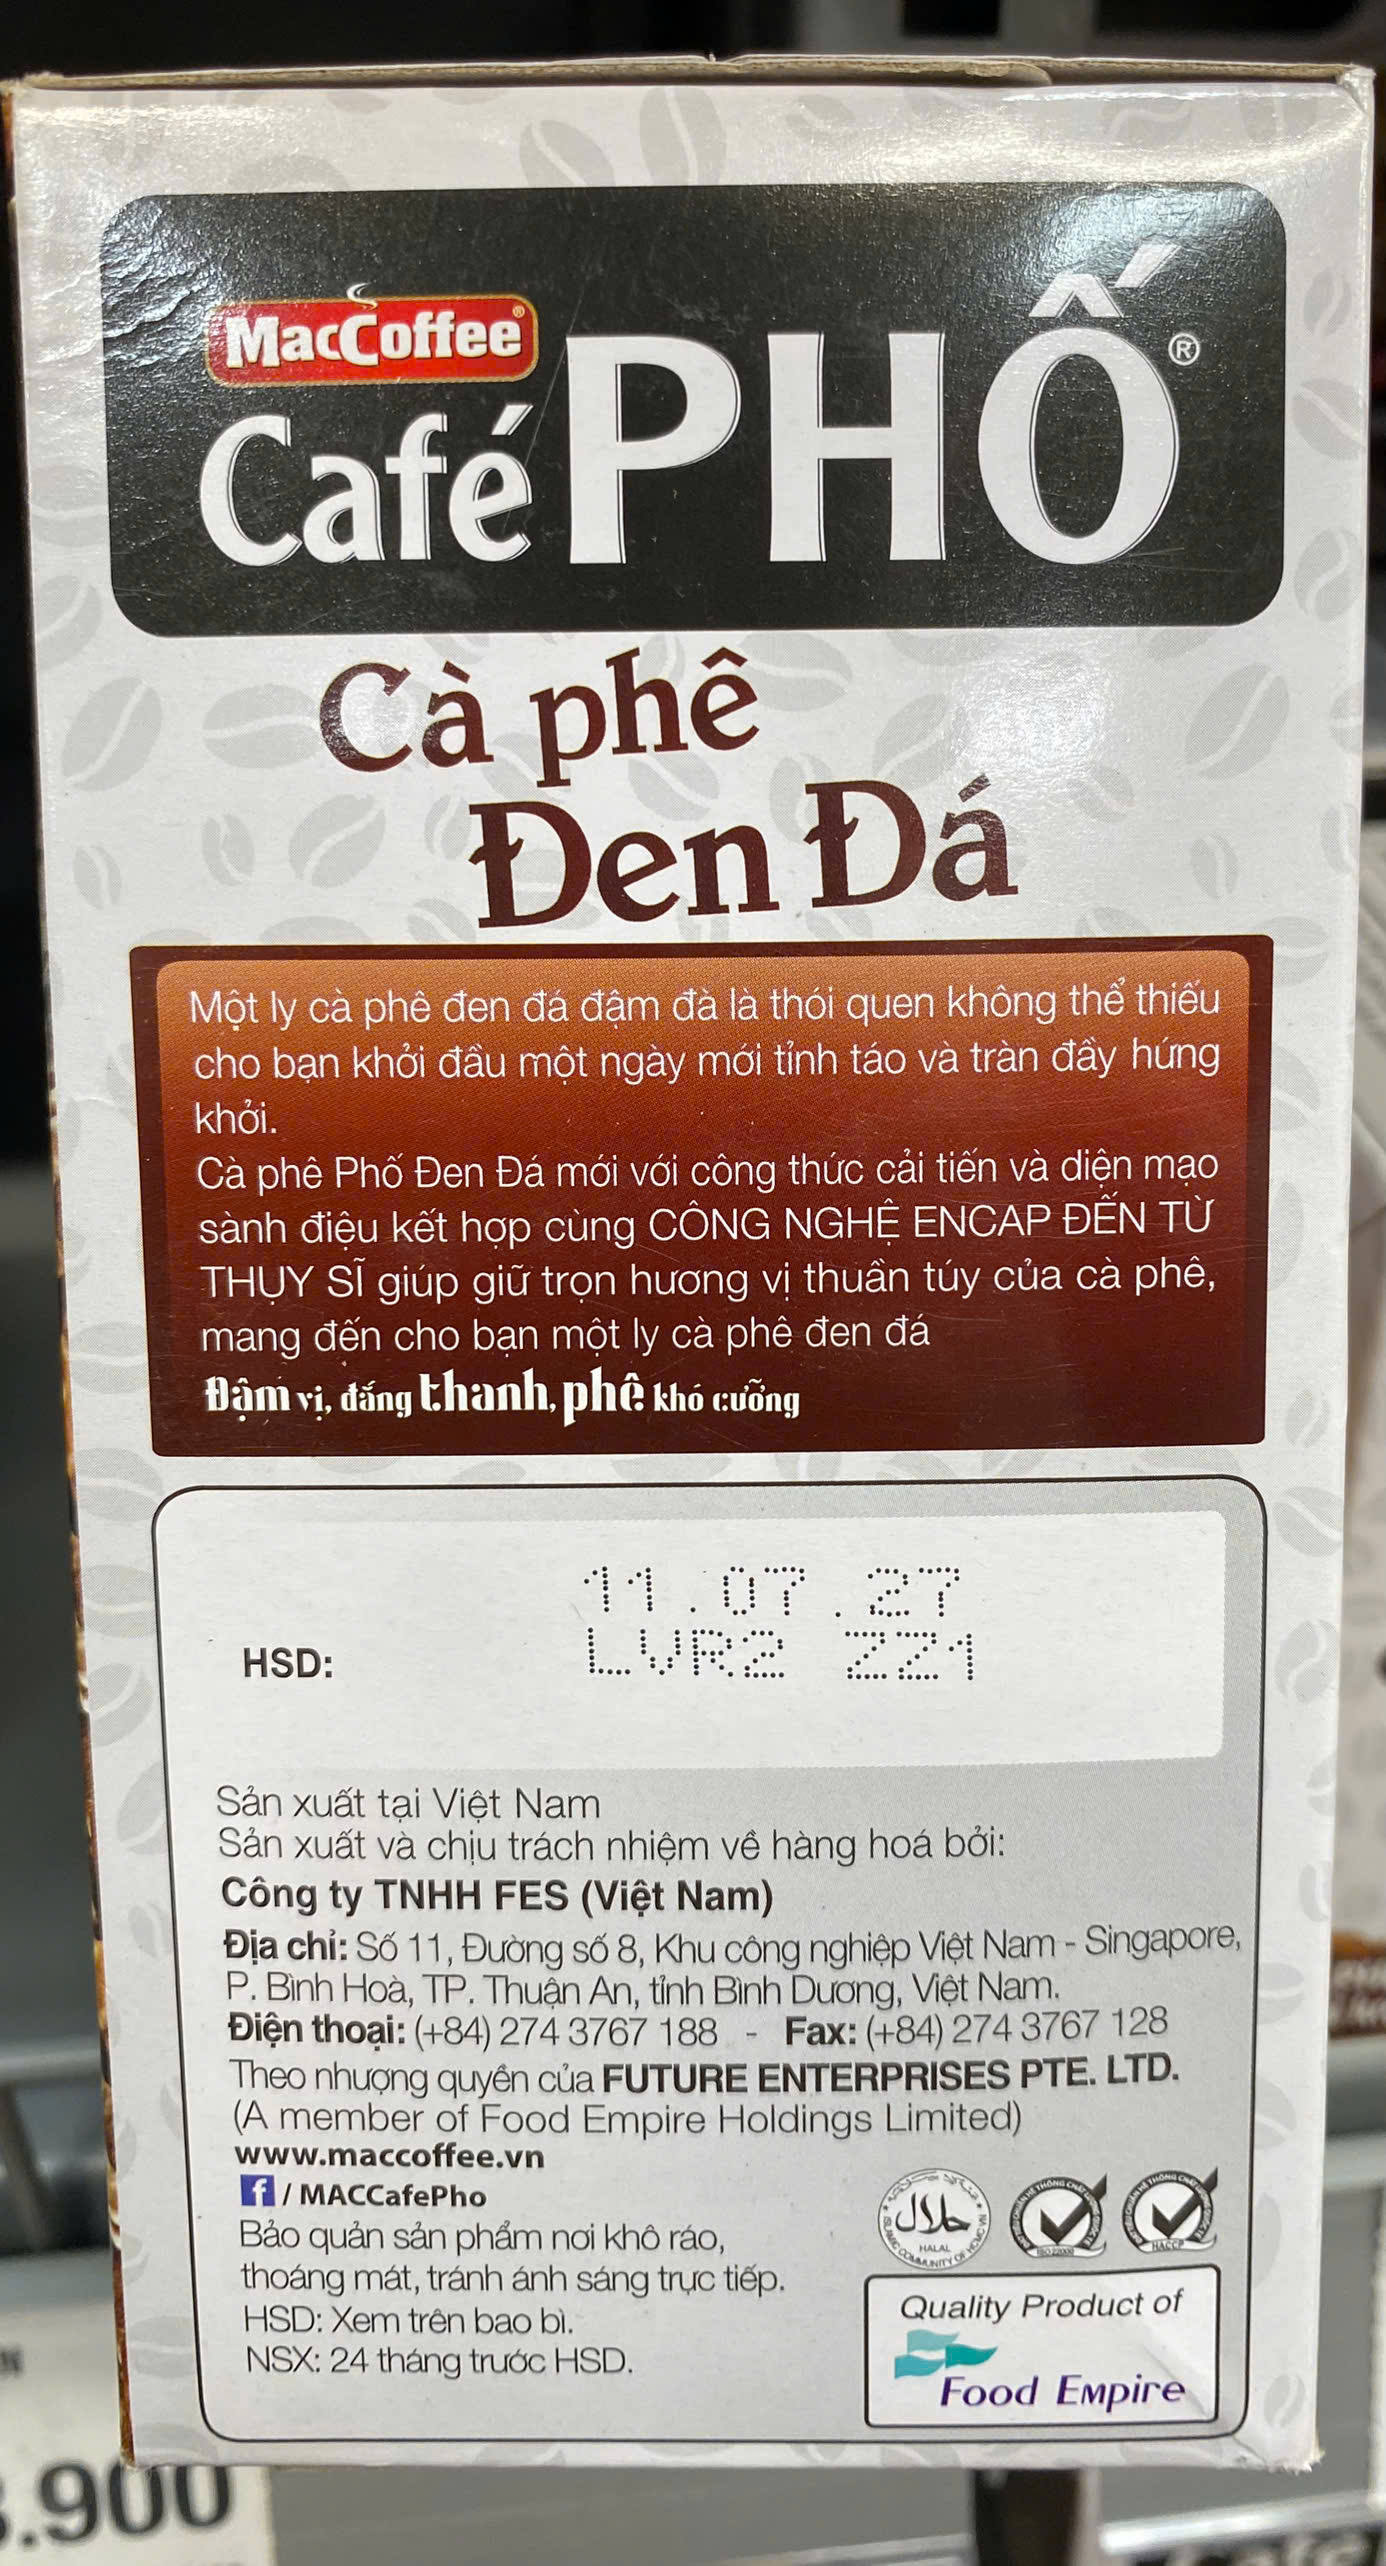 MacCoffee®
Café PHỐ®
Cà phê
Đen Đá
Một ly cà phê đen đá đậm đà là thói quen không thể thiếu
cho bạn khởi đầu một ngày mới tỉnh táo và tràn đầy hứng
khởi.
Cà phê Phố Đen Đá mới với công thức cải tiến và diện mạo
sành điệu kết hợp cùng CÔNG NGHỆ ENCAP ĐẾN TỪ
THỤY SĨ giúp giữ trọn hương vị thuần túy của cà phê,
mang đến cho bạn một ly cà phê đen đá
Đậm vị, đắng thanh, phê khó cưỡng
11.07.27
HSD:
LVR2 ZZ1
Sản xuất tại Việt Nam
Sản xuất và chịu trách nhiệm về hàng hoá bởi:
Công ty TNHH FES (Việt Nam)
Địa chỉ: Số 11, Đường số 8, Khu công nghiệp Việt Nam - Singapore,
P. Bình Hoà, TP. Thuận An, tỉnh Bình Dương, Việt Nam.
Điện thoại: (+84) 274 3767 188 - Fax: (+84) 274 3767 128
Theo nhượng quyền của FUTURE ENTERPRISES PTE. LTD.
(A member of Food Empire Holdings Limited)
www.maccoffee.vn
f / MACCafePho
Bảo quản sản phẩm nơi khô ráo,
thoáng mát, tránh ánh sáng trực tiếp.
HSD: Xem trên bao bì.
NSX: 24 tháng trước HSD.
حلال
HALAL
ISO 22000
HACCP
Quality Product of
Food Empire
.900